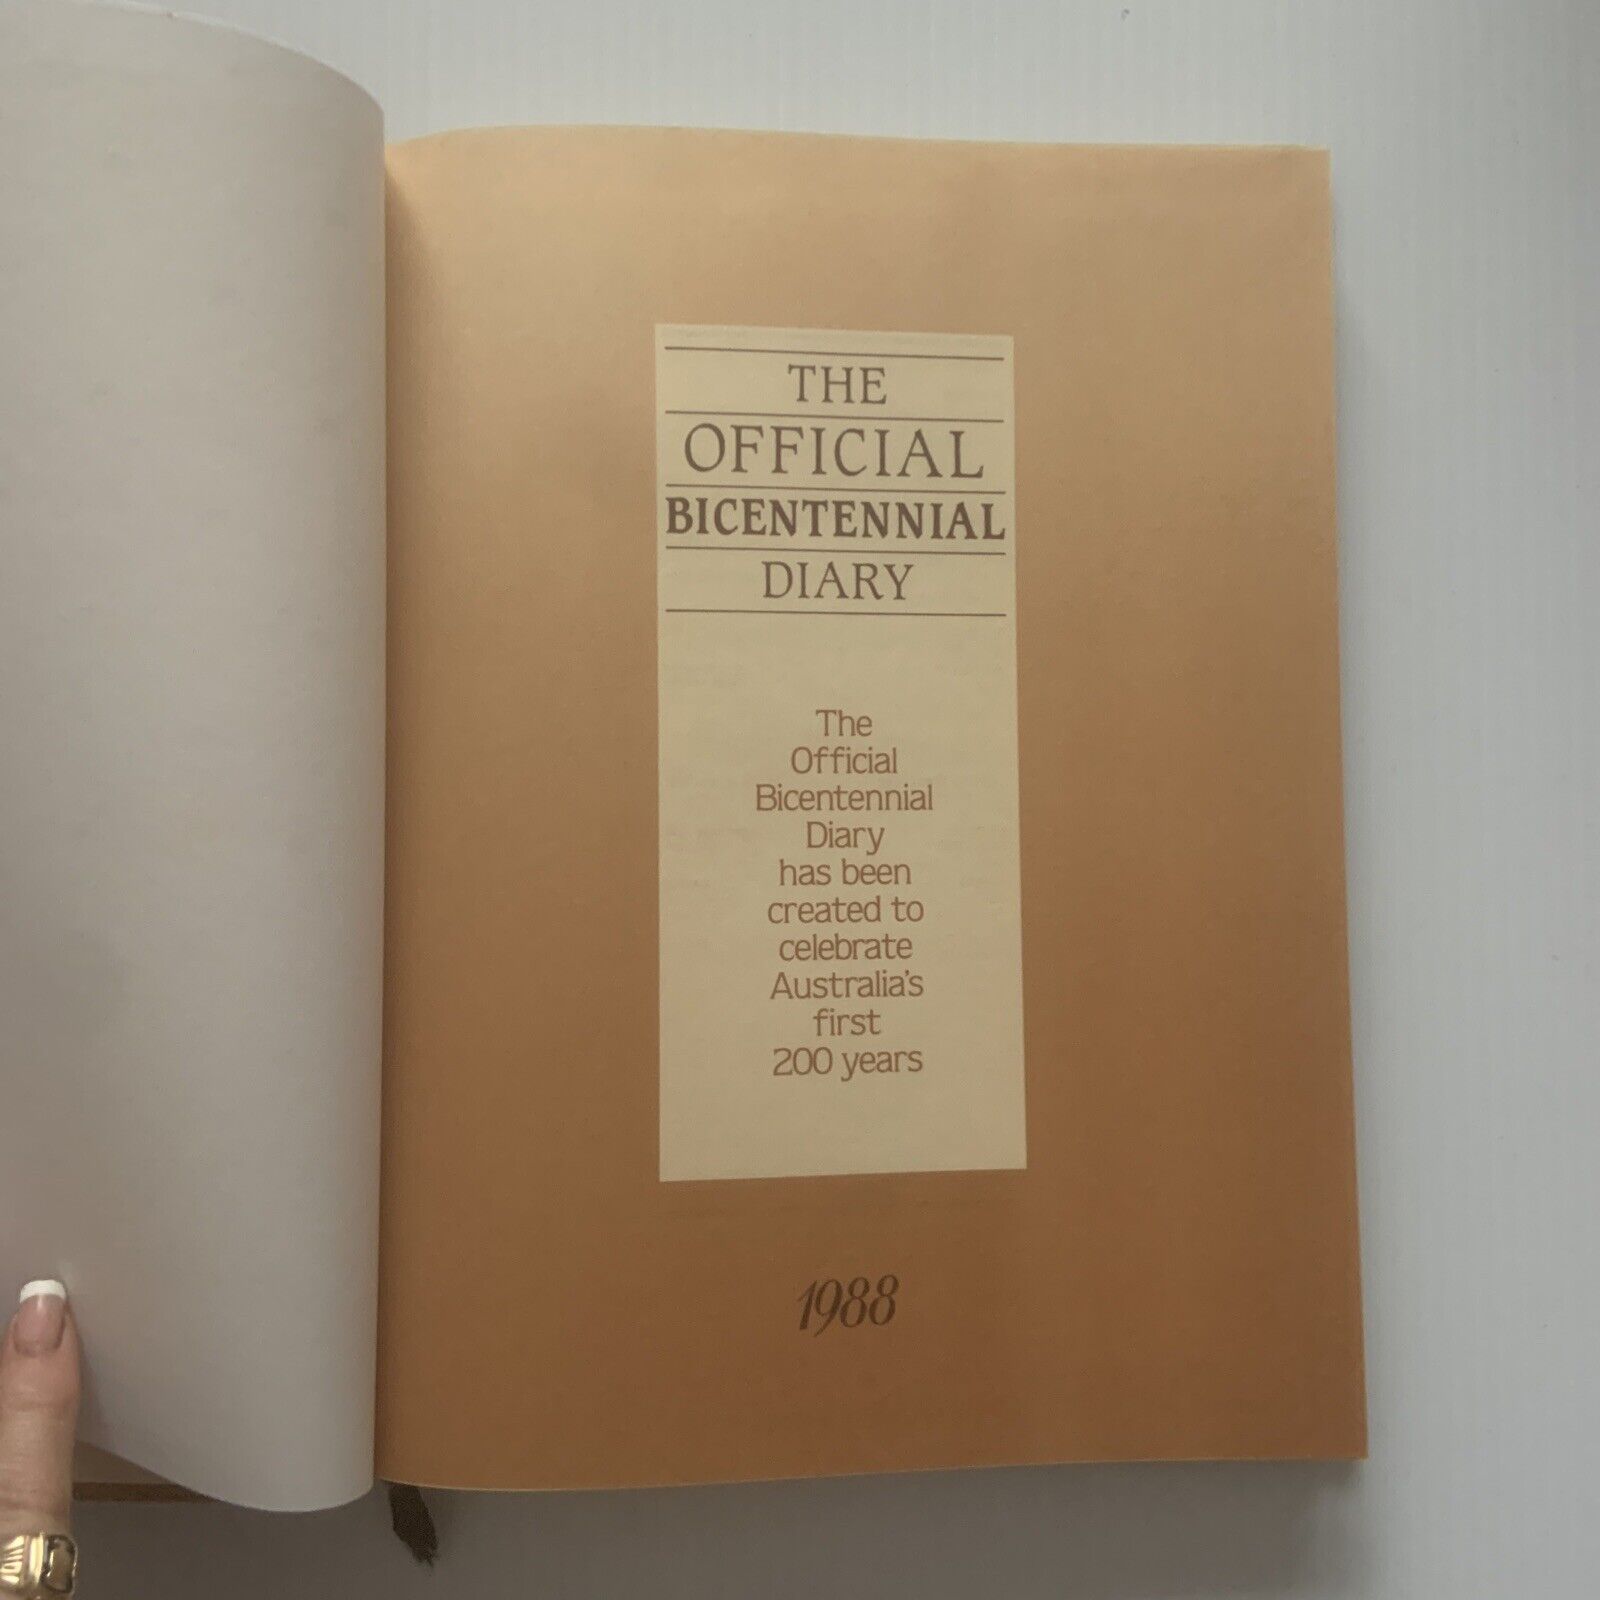 THE
OFFICIAL
BICENTENNIAL
DIARY
The
Official
Bicentennial
Diary
has been
created to
celebrate
Australia's
first
200 years
1988